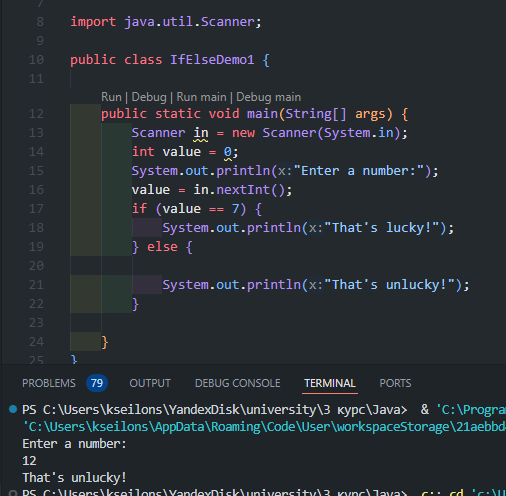 7
8 import java.util.Scanner;
9
10 public class IfElseDemo1 {
11
Run | Debug | Run main | Debug main
12 public static void main(String[] args) {
13 Scanner in = new Scanner(System.in);
14 int value = 0;
15 System.out.println(x:"Enter a number:");
16 value = in.nextInt();
17 if (value == 7) {
18 System.out.println(x:"That's lucky!");
19 } else {
20
21 System.out.println(x:"That's unlucky!");
22 }
23
24 }
25 }
PROBLEMS 79 OUTPUT DEBUG CONSOLE TERMINAL PORTS
PS C:\Users\kseilons\YandexDisk\university\3 курс\Java> & 'C:\Program
'C:\Users\kseilons\AppData\Roaming\Code\User\workspaceStorage\21aebbd
Enter a number:
12
That's unlucky!
PS C:\Users\kseilons\YandexDisk\university\3 курс\Java> c:; cd 'c:\U